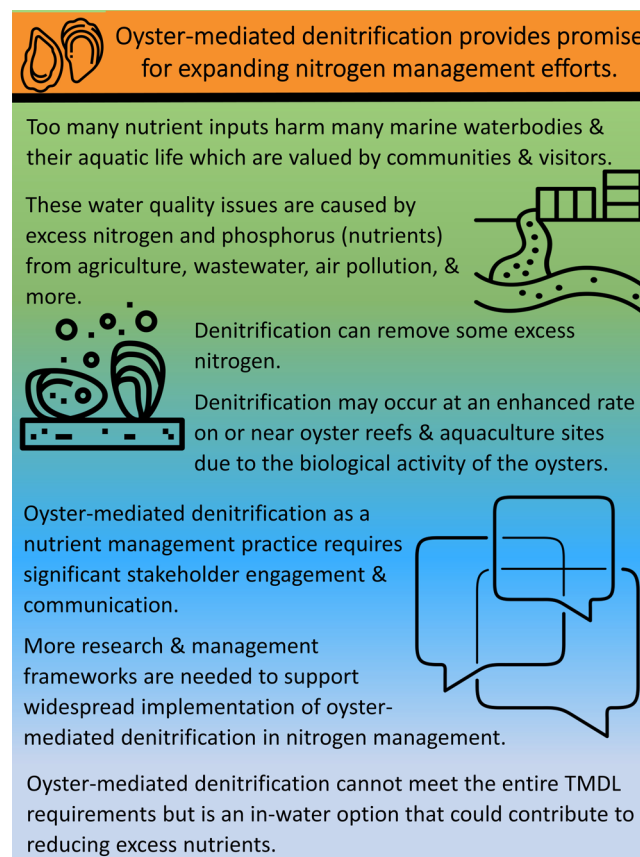 Oyster-mediated denitrification provides promise
for expanding nitrogen management efforts.
Too many nutrient inputs harm many marine waterbodies &
their aquatic life which are valued by communities & visitors.
These water quality issues are caused by
excess nitrogen and phosphorus (nutrients)
from agriculture, wastewater, air pollution, &
more.
Denitrification can remove some excess
nitrogen.
Denitrification may occur at an enhanced rate
on or near oyster reefs & aquaculture sites
due to the biological activity of the oysters.
Oyster-mediated denitrification as a
nutrient management practice requires
significant stakeholder engagement &
communication.
More research & management
frameworks are needed to support
widespread implementation of oyster-
mediated denitrification in nitrogen management.
Oyster-mediated denitrification cannot meet the entire TMDL
requirements but is an in-water option that could contribute to
reducing excess nutrients.